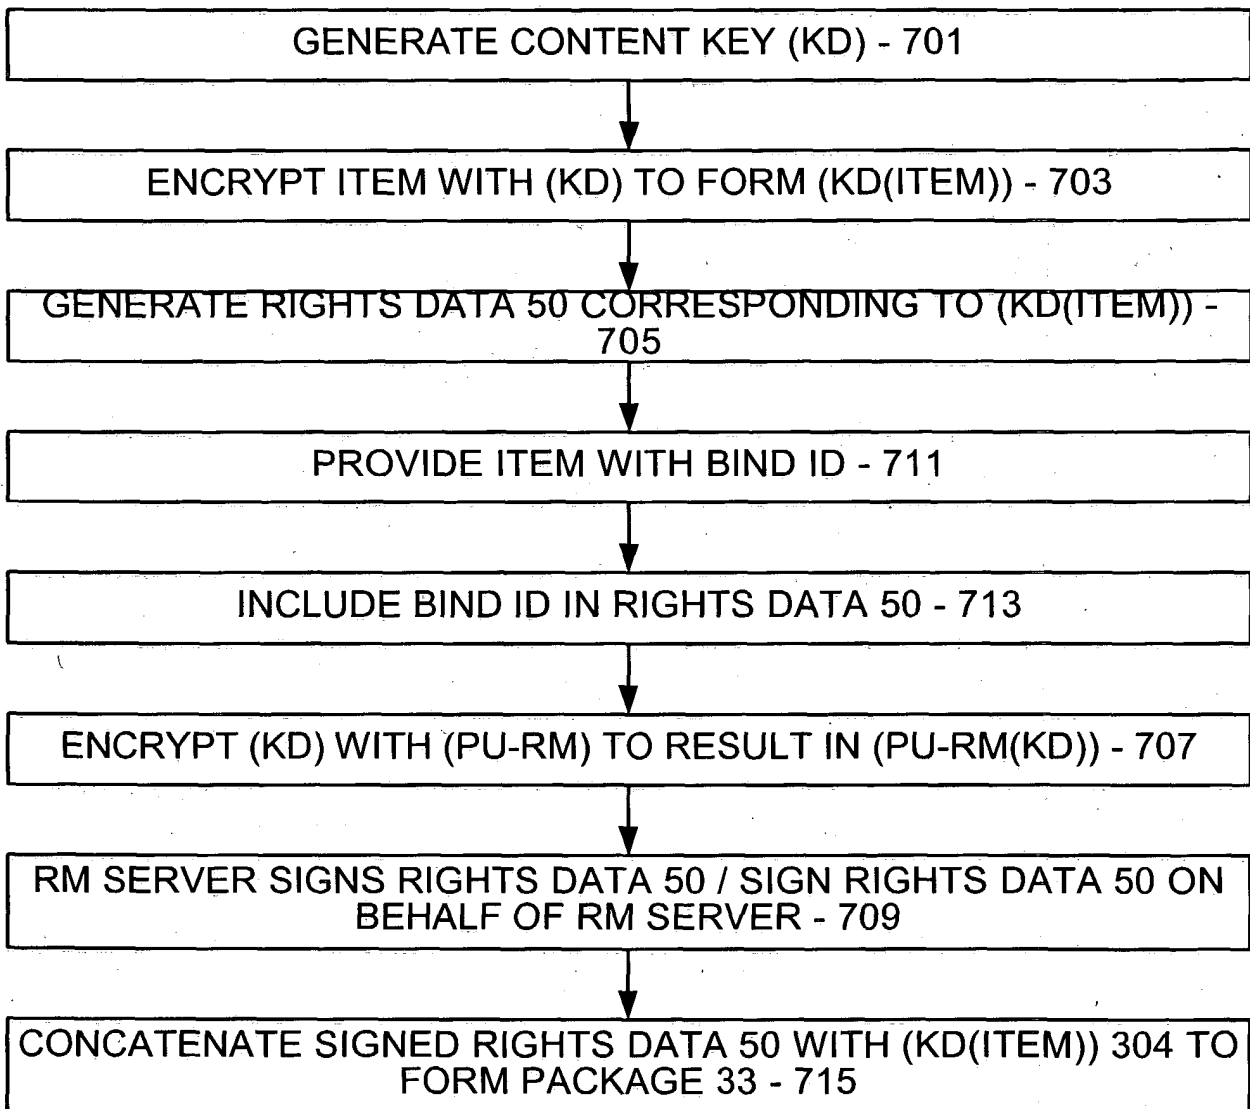 GENERATE CONTENT KEY (KD) - 701
ENCRYPT ITEM WITH (KD) TO FORM (KD(ITEM)) - 703
GENERATE RIGHTS DATA 50 CORRESPONDING TO (KD(ITEM)) -
705
PROVIDE ITEM WITH BIND ID - 711
INCLUDE BIND ID IN RIGHTS DATA 50 - 713
ENCRYPT (KD) WITH (PU-RM) TO RESULT IN (PU-RM(KD)) - 707
RM SERVER SIGNS RIGHTS DATA 50 / SIGN RIGHTS DATA 50 ON
BEHALF OF RM SERVER - 709
CONCATENATE SIGNED RIGHTS DATA 50 WITH (KD(ITEM)) 304 TO
FORM PACKAGE 33 - 715